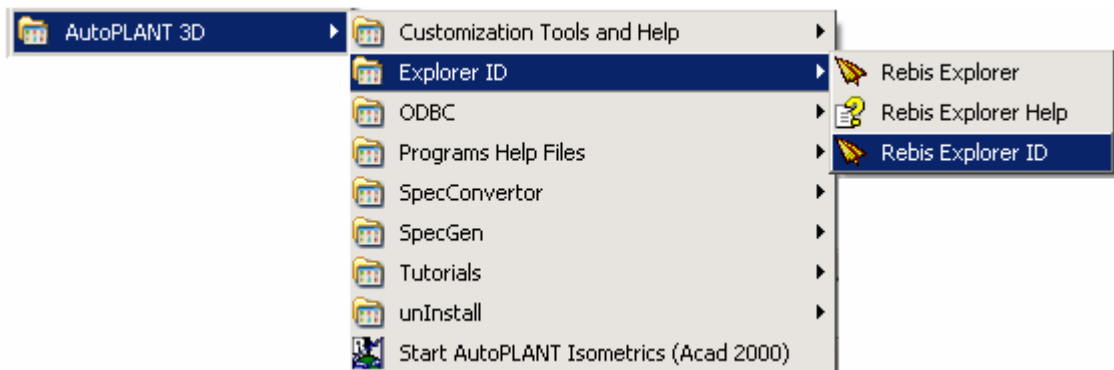 AutoPLANT 3D
Customization Tools and Help
Explorer ID
ODBC
Programs Help Files
SpecConvertor
SpecGen
Tutorials
unInstall
Start AutoPLANT Isometrics (Acad 2000)
Rebis Explorer
Rebis Explorer Help
Rebis Explorer ID